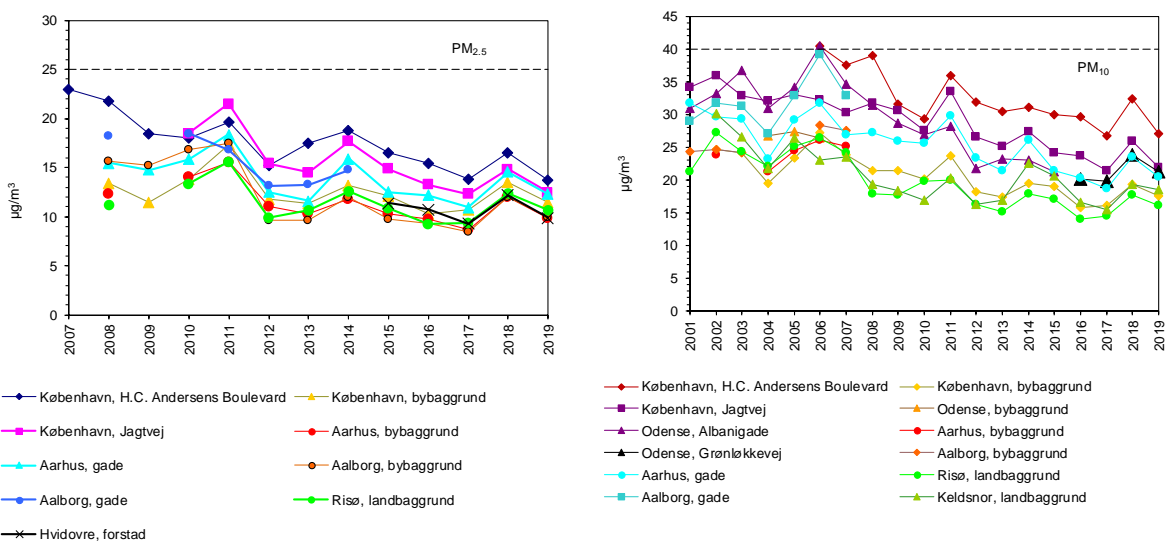 30
25
20
15
10
5
0
µg/m³
PM2.5
2007
2008
2009
2010
2011
2012
2013
2014
2015
2016
2017
2018
2019
København, H.C. Andersens Boulevard
København, bybaggrund
København, Jagtvej
Aarhus, bybaggrund
Aarhus, gade
Aalborg, bybaggrund
Aalborg, gade
Risø, landbaggrund
Hvidovre, forstad
45
40
35
30
25
20
15
10
5
0
µg/m³
PM10
2001
2002
2003
2004
2005
2006
2007
2008
2009
2010
2011
2012
2013
2014
2015
2016
2017
2018
2019
København, H.C. Andersens Boulevard
København, bybaggrund
København, Jagtvej
Odense, bybaggrund
Odense, Albanigade
Aarhus, bybaggrund
Odense, Grønløkkevej
Aalborg, bybaggrund
Aarhus, gade
Risø, landbaggrund
Aalborg, gade
Keldsnor, landbaggrund